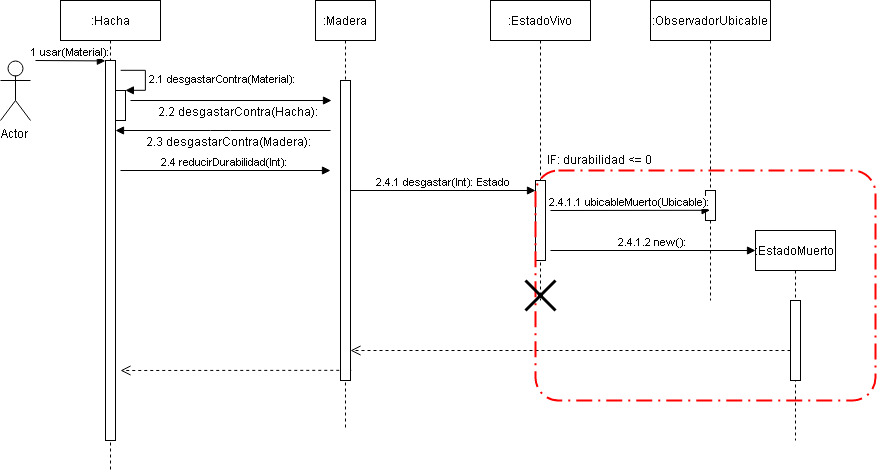 :Hacha
:Madera
:EstadoVivo
:ObservadorUbicable
1 usar(Material):
2.1 desgastarContra(Material):
2.2 desgastarContra(Hacha):
Actor
2.3 desgastarContra(Madera):
2.4 reducirDurabilidad(Int):
IF: durabilidad <= 0
2.4.1 desgastar(Int): Estado
2.4.1.1 ubicableMuerto(Ubicable):
2.4.1.2 new():
:EstadoMuerto